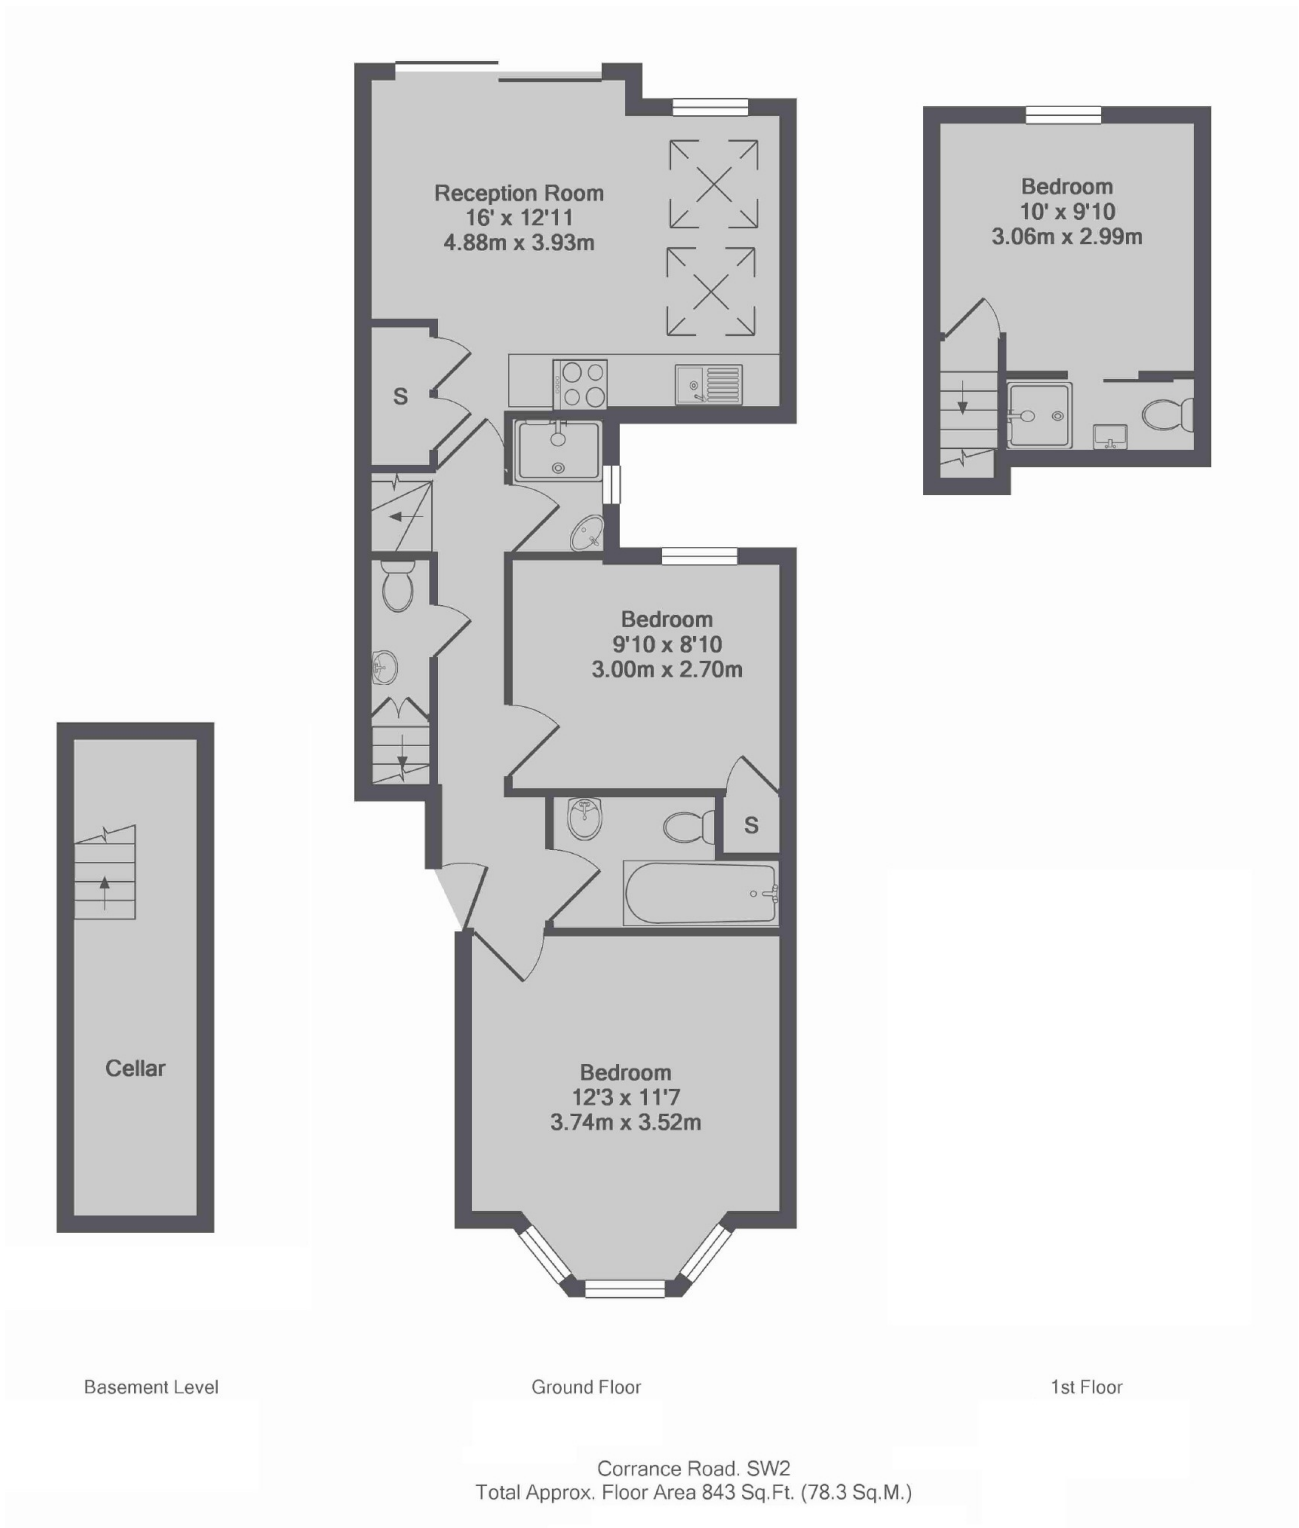 Reception Room
16' x 12'11
4.88m x 3.93m
S
Bedroom
10' x 9'10
3.06m x 2.99m
Bedroom
9'10 x 8'10
3.00m x 2.70m
S
Cellar
Bedroom
12'3 x 11'7
3.74m x 3.52m
Basement Level
Ground Floor
1st Floor
Corrance Road. SW2
Total Approx. Floor Area 843 Sq.Ft. (78.3 Sq.M.)